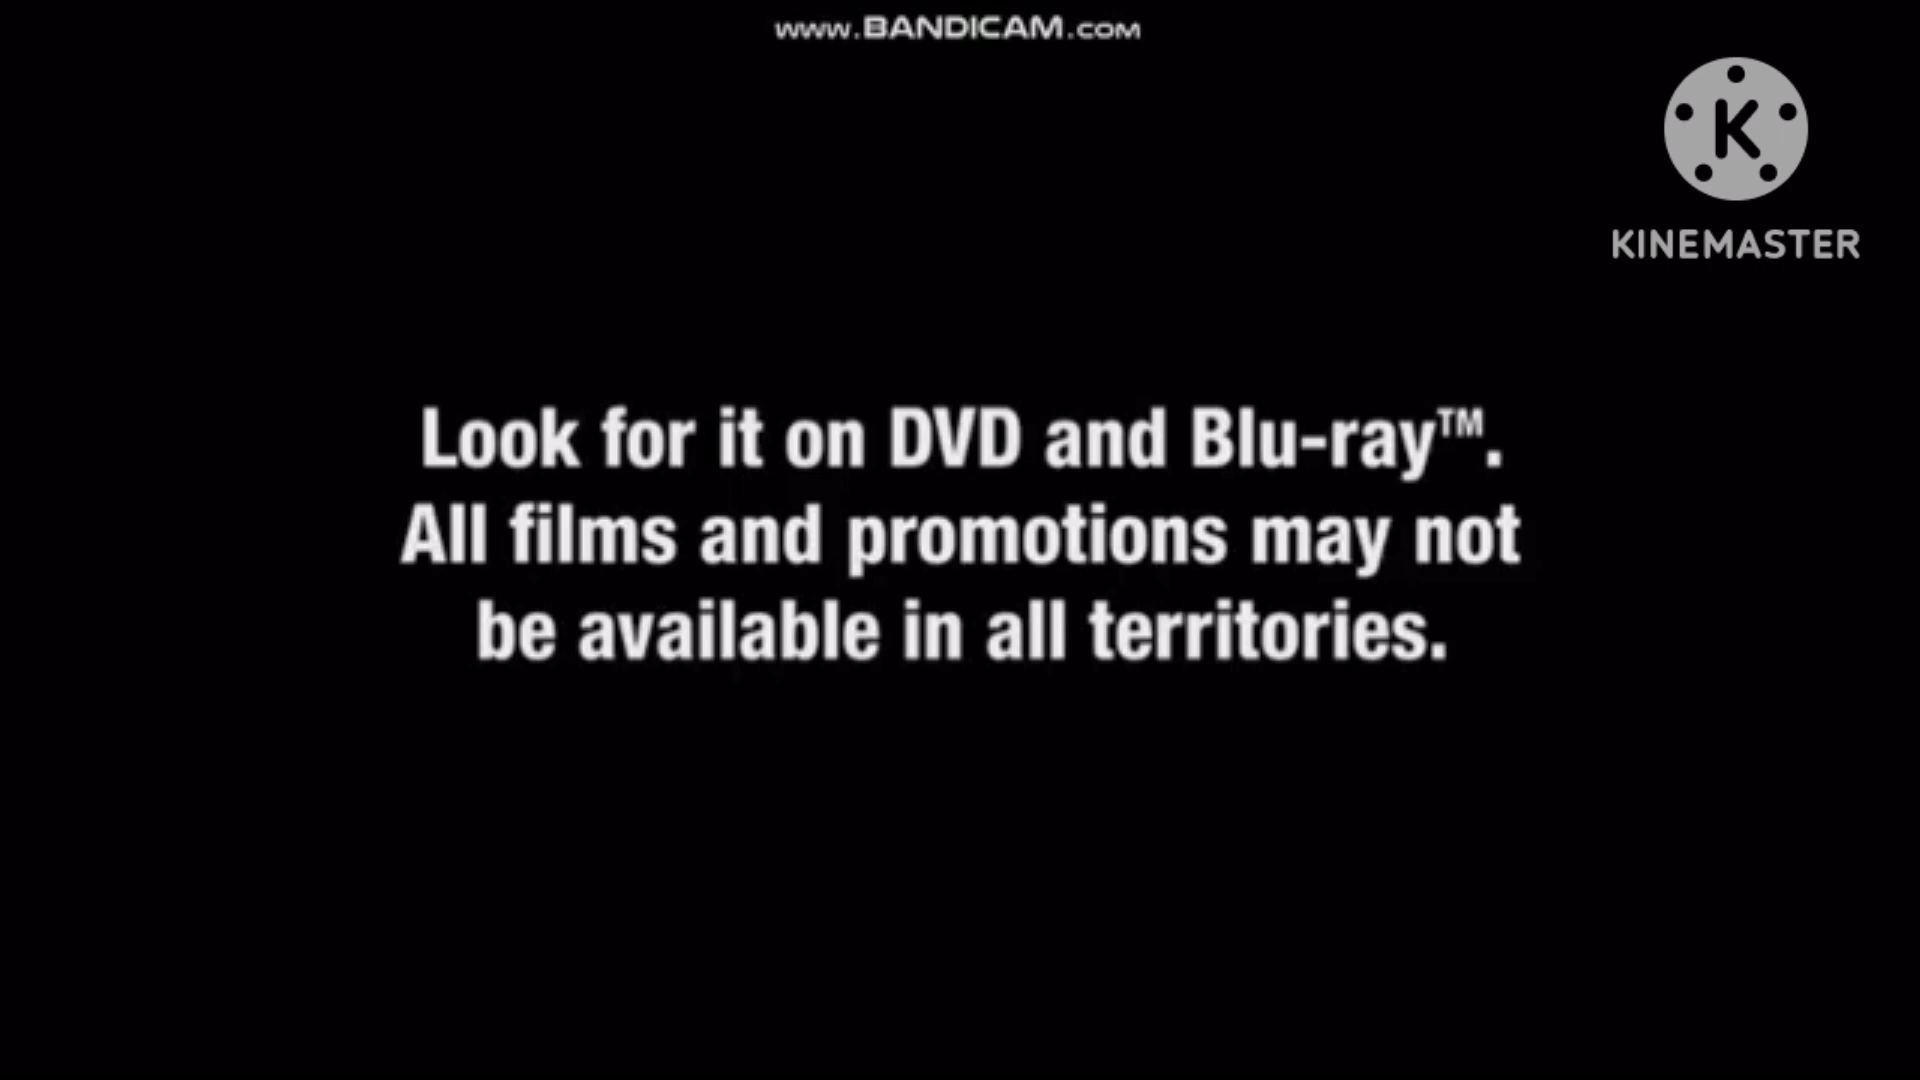 www.BANDICAM.COM
K
KINEMASTER
Look for it on DVD and Blu-ray™.
All films and promotions may not
be available in all territories.